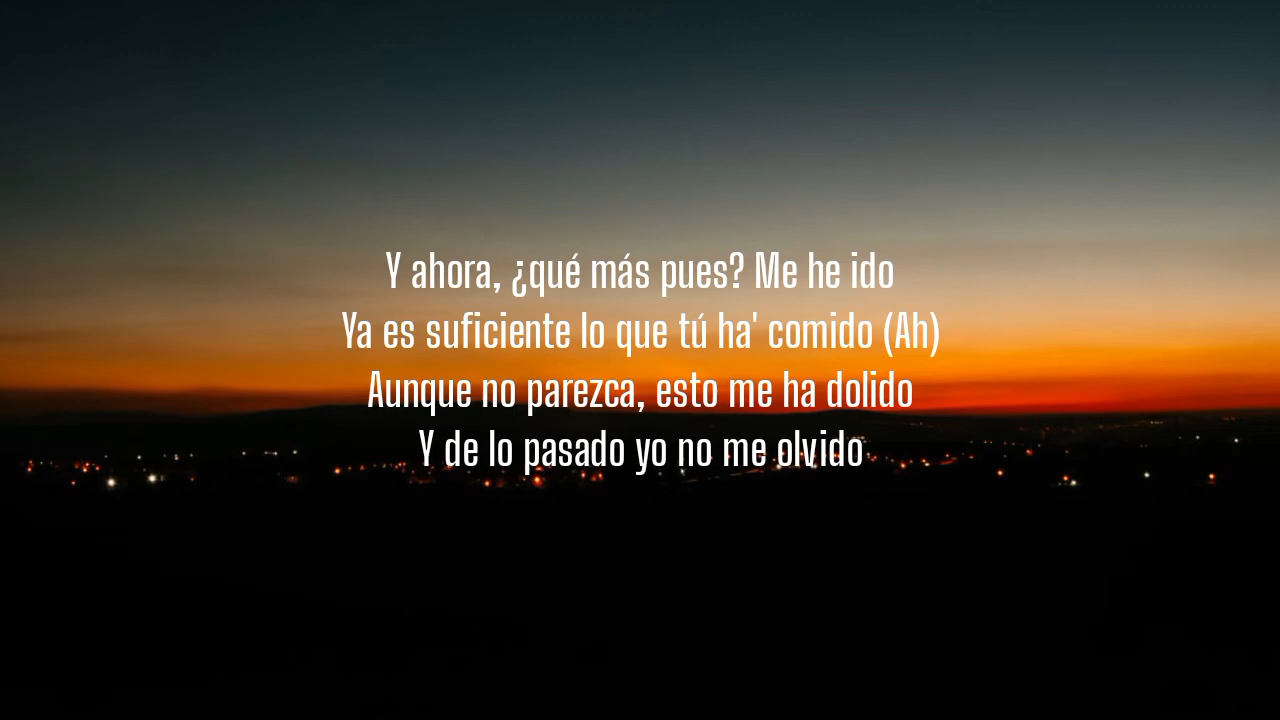 Y ahora, ¿qué más pues? Me he ido
Ya es suficiente lo que tú ha' comido (Ah)
Aunque no parezca, esto me ha dolido
Y de lo pasado yo no me olvido